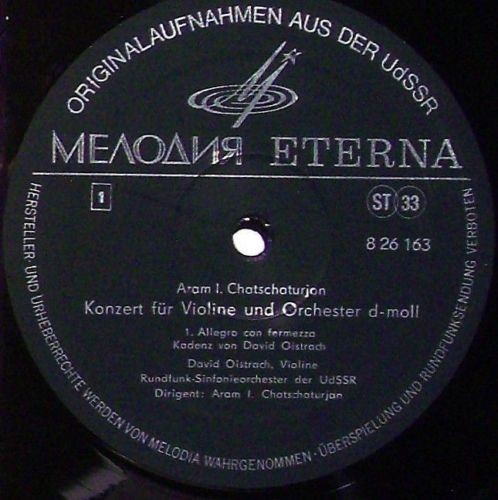 ORIGINALAUFNAHMEN AUS DER UdSSR
МЕЛОДИЯ ETERNA
1
ST 33
8 26 163
Aram I. Chatschaturjan
Konzert für Violine und Orchester d-moll
1. Allegro con fermezza
Kadenz von David Oistrach
David Oistrach, Violine
Rundfunk-Sinfonieorchester der UdSSR
Dirigent: Aram I. Chatschaturjan
HERSTELLER- UND URHEBERRECHTE WERDEN VON MELODIA WAHRGENOMMEN · ÜBERSPIELUNG UND RUNDFUNKSENDUNG VERBOTEN